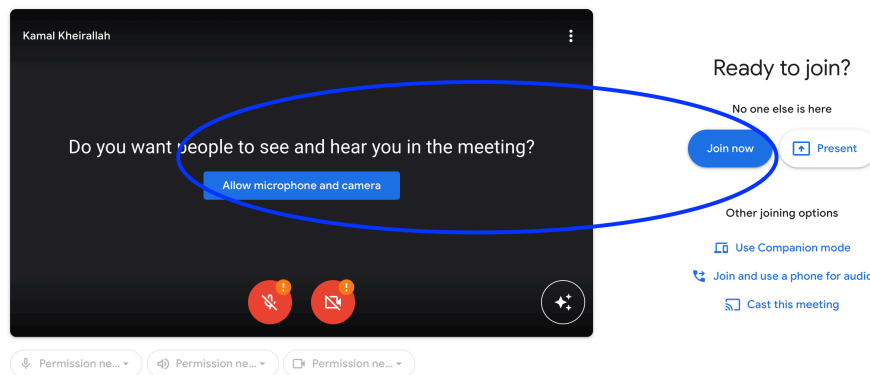 Kamal Kheirallah
Do you want people to see and hear you in the meeting?
Allow microphone and camera
Permission ne...
Permission ne...
Permission ne...
Ready to join?
No one else is here
Join now
Present
Other joining options
Use Companion mode
Join and use a phone for audio
Cast this meeting